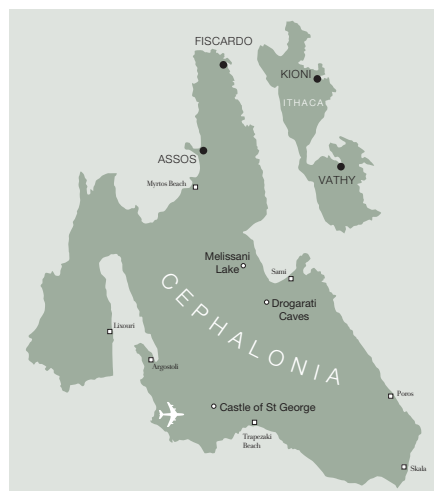 FISCARDO
KIONI
ITHACA
ASSOS
VATHY
Myrtos Beach
Melissani
Lake
Sami
Drogarati
Caves
CEPHALONIA
Lixouri
Argostoli
Poros
Castle of St George
Trapezaki
Beach
Skala